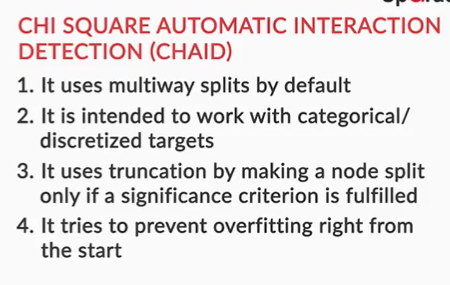 CHI SQUARE AUTOMATIC INTERACTION
DETECTION (CHAID)
1. It uses multiway splits by default
2. It is intended to work with categorical/
discretized targets
3. It uses truncation by making a node split
only if a significance criterion is fulfilled
4. It tries to prevent overfitting right from
the start